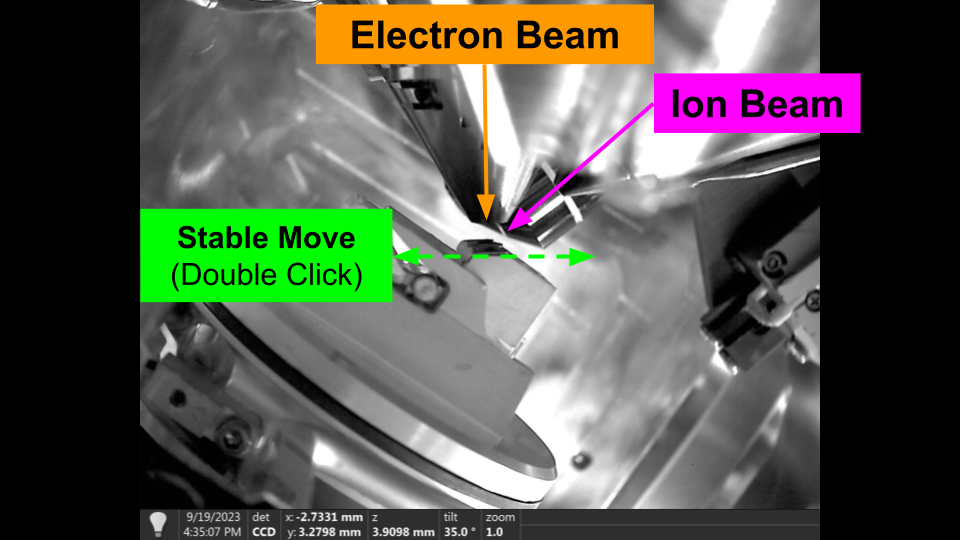 Electron Beam
Ion Beam
Stable Move
(Double Click)
9/19/2023 det x: -2.7331 mm z tilt zoom
4:35:07 PM CCD y: 3.2798 mm 3.9098 mm 35.0 ° 1.0